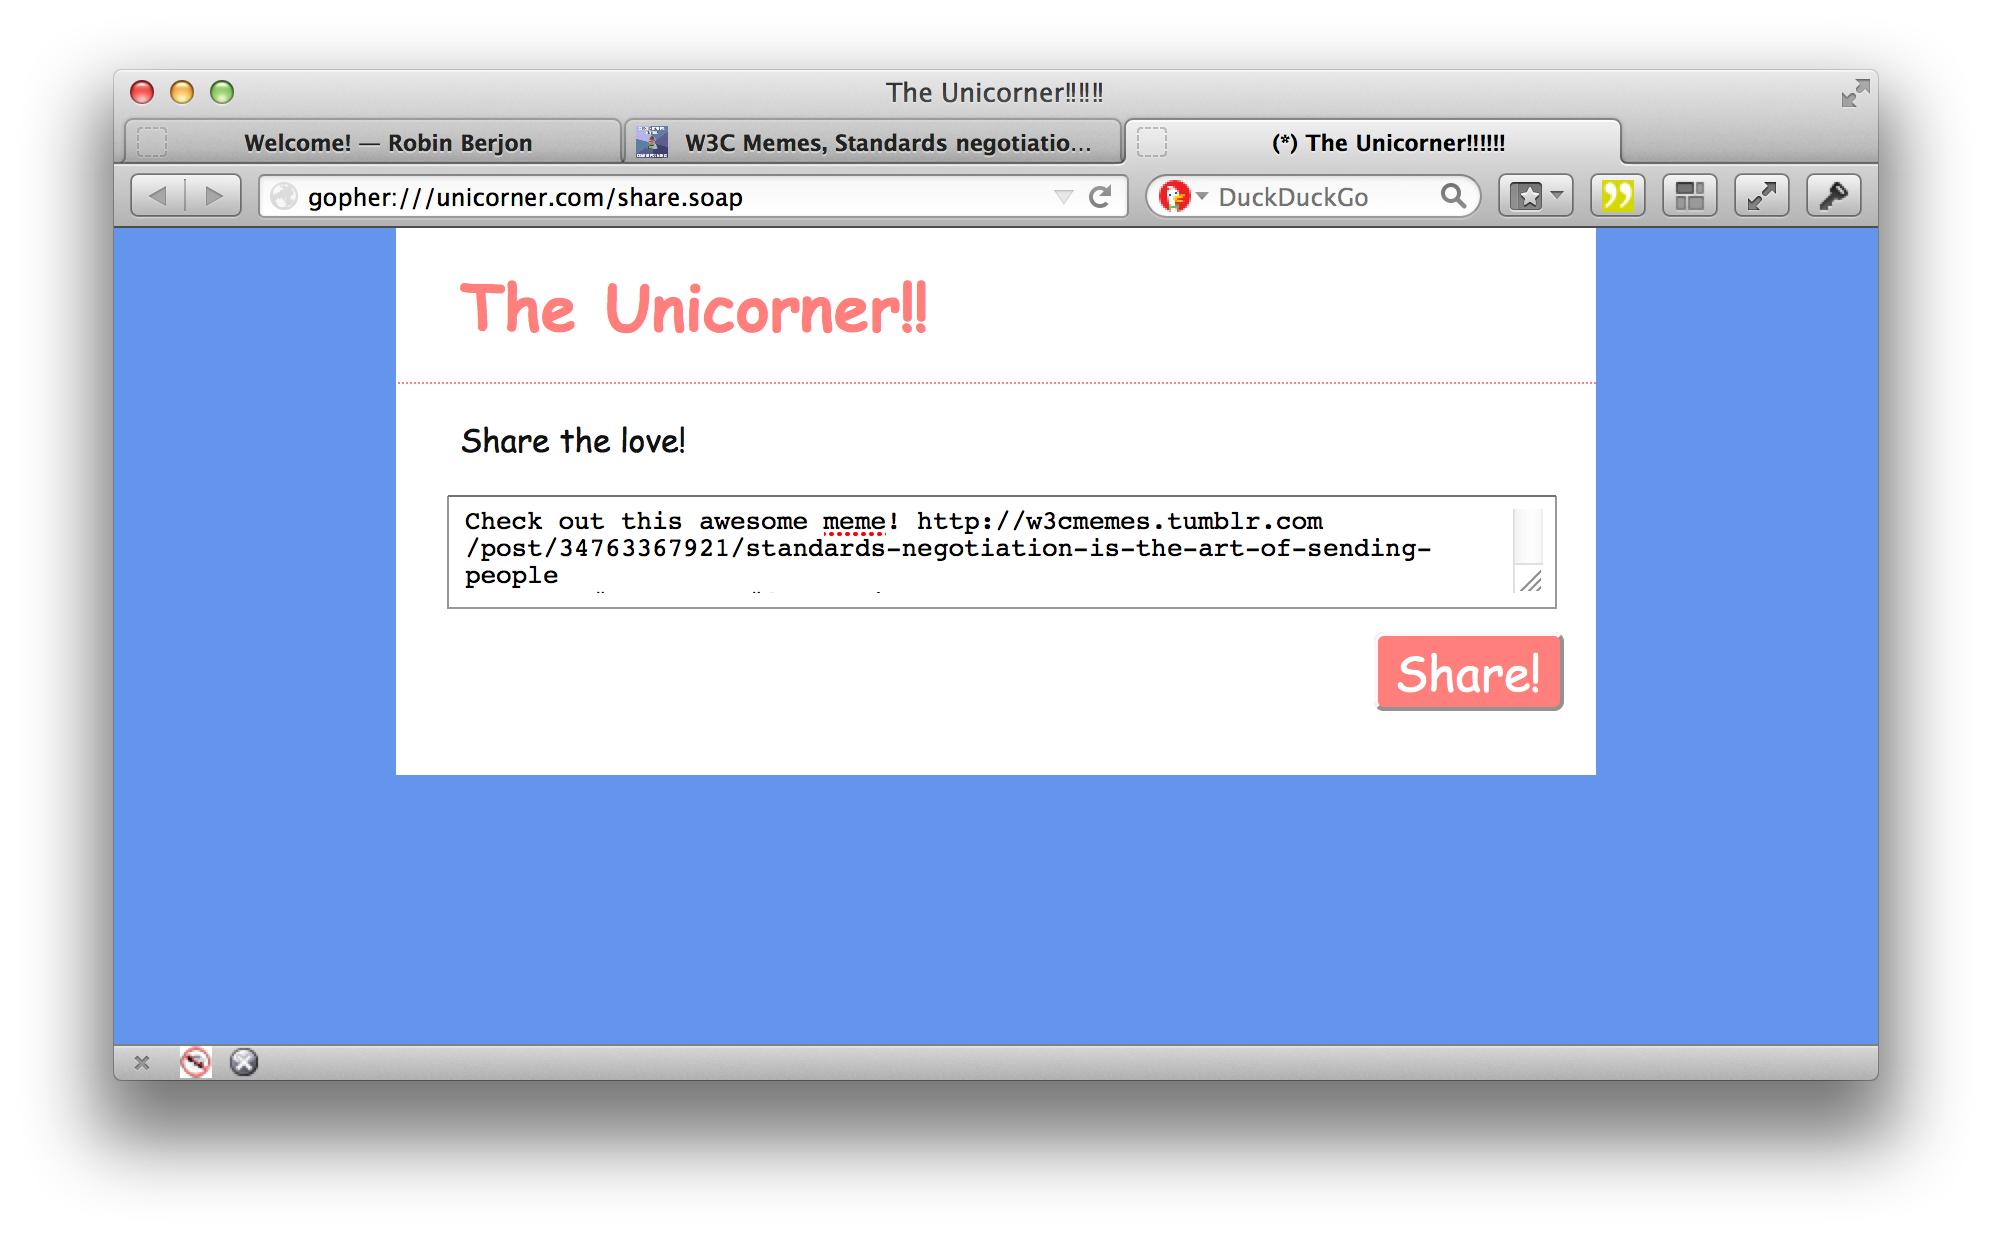 The Unicorner!!!!!!
Welcome! — Robin Berjon
W3C Memes, Standards negotiatio...
(*) The Unicorner!!!!!!
gopher:///unicorner.com/share.soap
DuckDuckGo
The Unicorner!!
Share the love!
Check out this awesome meme! http://w3cmemes.tumblr.com
/post/34763367921/standards-negotiation-is-the-art-of-sending-
people
Share!